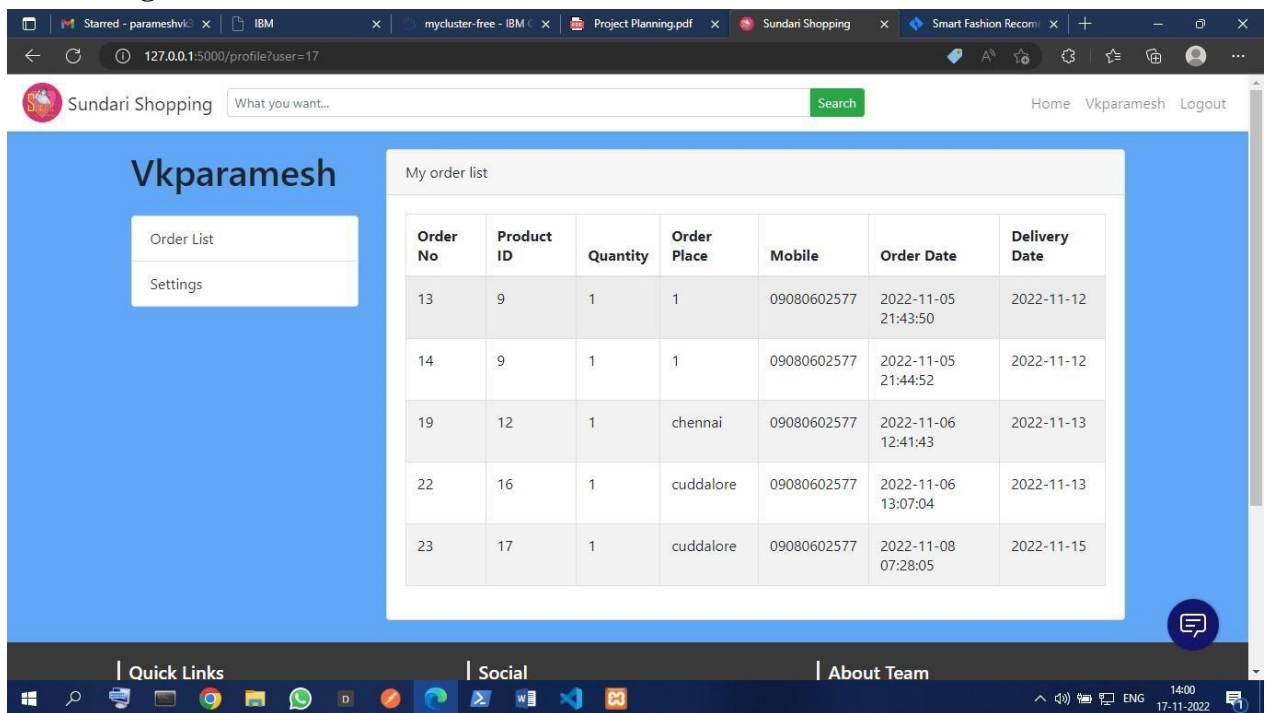 Starred - parameshvk
IBM
mycluster-free - IBM C
Project Planning.pdf
Sundari Shopping
Smart Fashion Recom
127.0.0.1:5000/profile?user=17
Sundari Shopping What you want... Search Home Vkparamesh Logout
Vkparamesh
Order List
Settings
My order list
Order No Product ID Quantity Order Place Mobile Order Date Delivery Date
13 9 1 1 09080602577 2022-11-05 21:43:50 2022-11-12
14 9 1 1 09080602577 2022-11-05 21:44:52 2022-11-12
19 12 1 chennai 09080602577 2022-11-06 12:41:43 2022-11-13
22 16 1 cuddalore 09080602577 2022-11-06 13:07:04 2022-11-13
23 17 1 cuddalore 09080602577 2022-11-08 07:28:05 2022-11-15
Quick Links Social About Team
ENG 14:00
17-11-2022